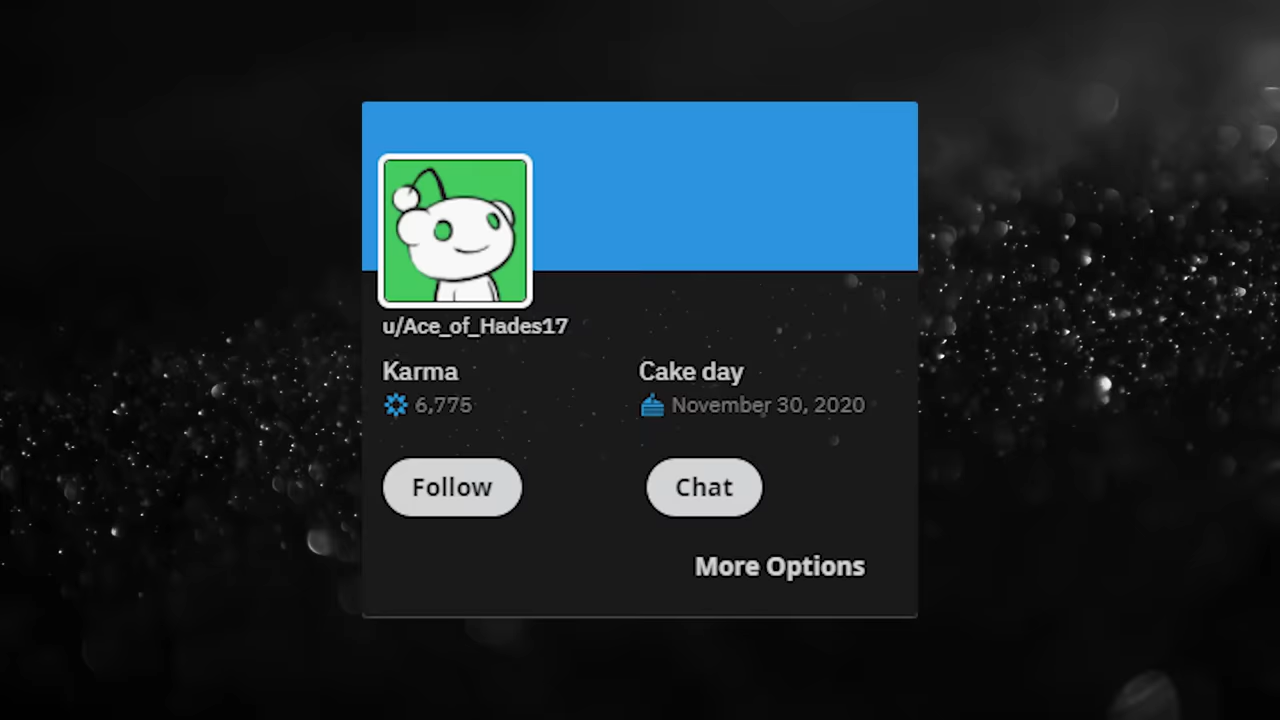 u/Ace_of_Hades17
Karma
Cake day
6,775
November 30, 2020
Follow
Chat
More Options